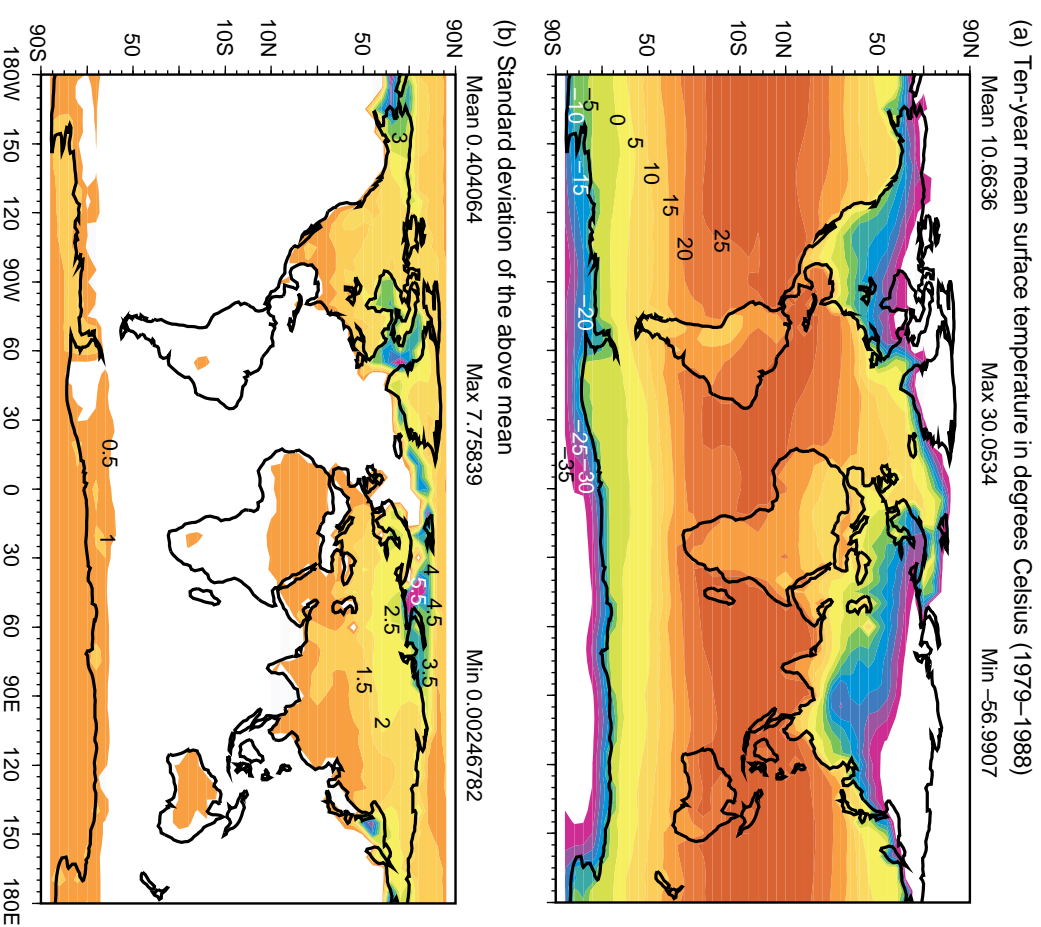 (a) Ten-year mean surface temperature in degrees Celsius (1979–1988)
Mean 10.6636 Max 30.0534 Min –56.9907
90N
50
10N
10S
50
90S
–5
0
5
10
15
20
25
–10
–15
–20
–25
–30
–35
(b) Standard deviation of the above mean
Mean 0.404064 Max 7.75839 Min 0.00246782
90N
50
10N
10S
50
90S
3
4
4.5
5.5
2.5
3.5
1.5
2
0.5
1
180W 150 120 90W 60 30 0 30 60 90E 120 150 180E